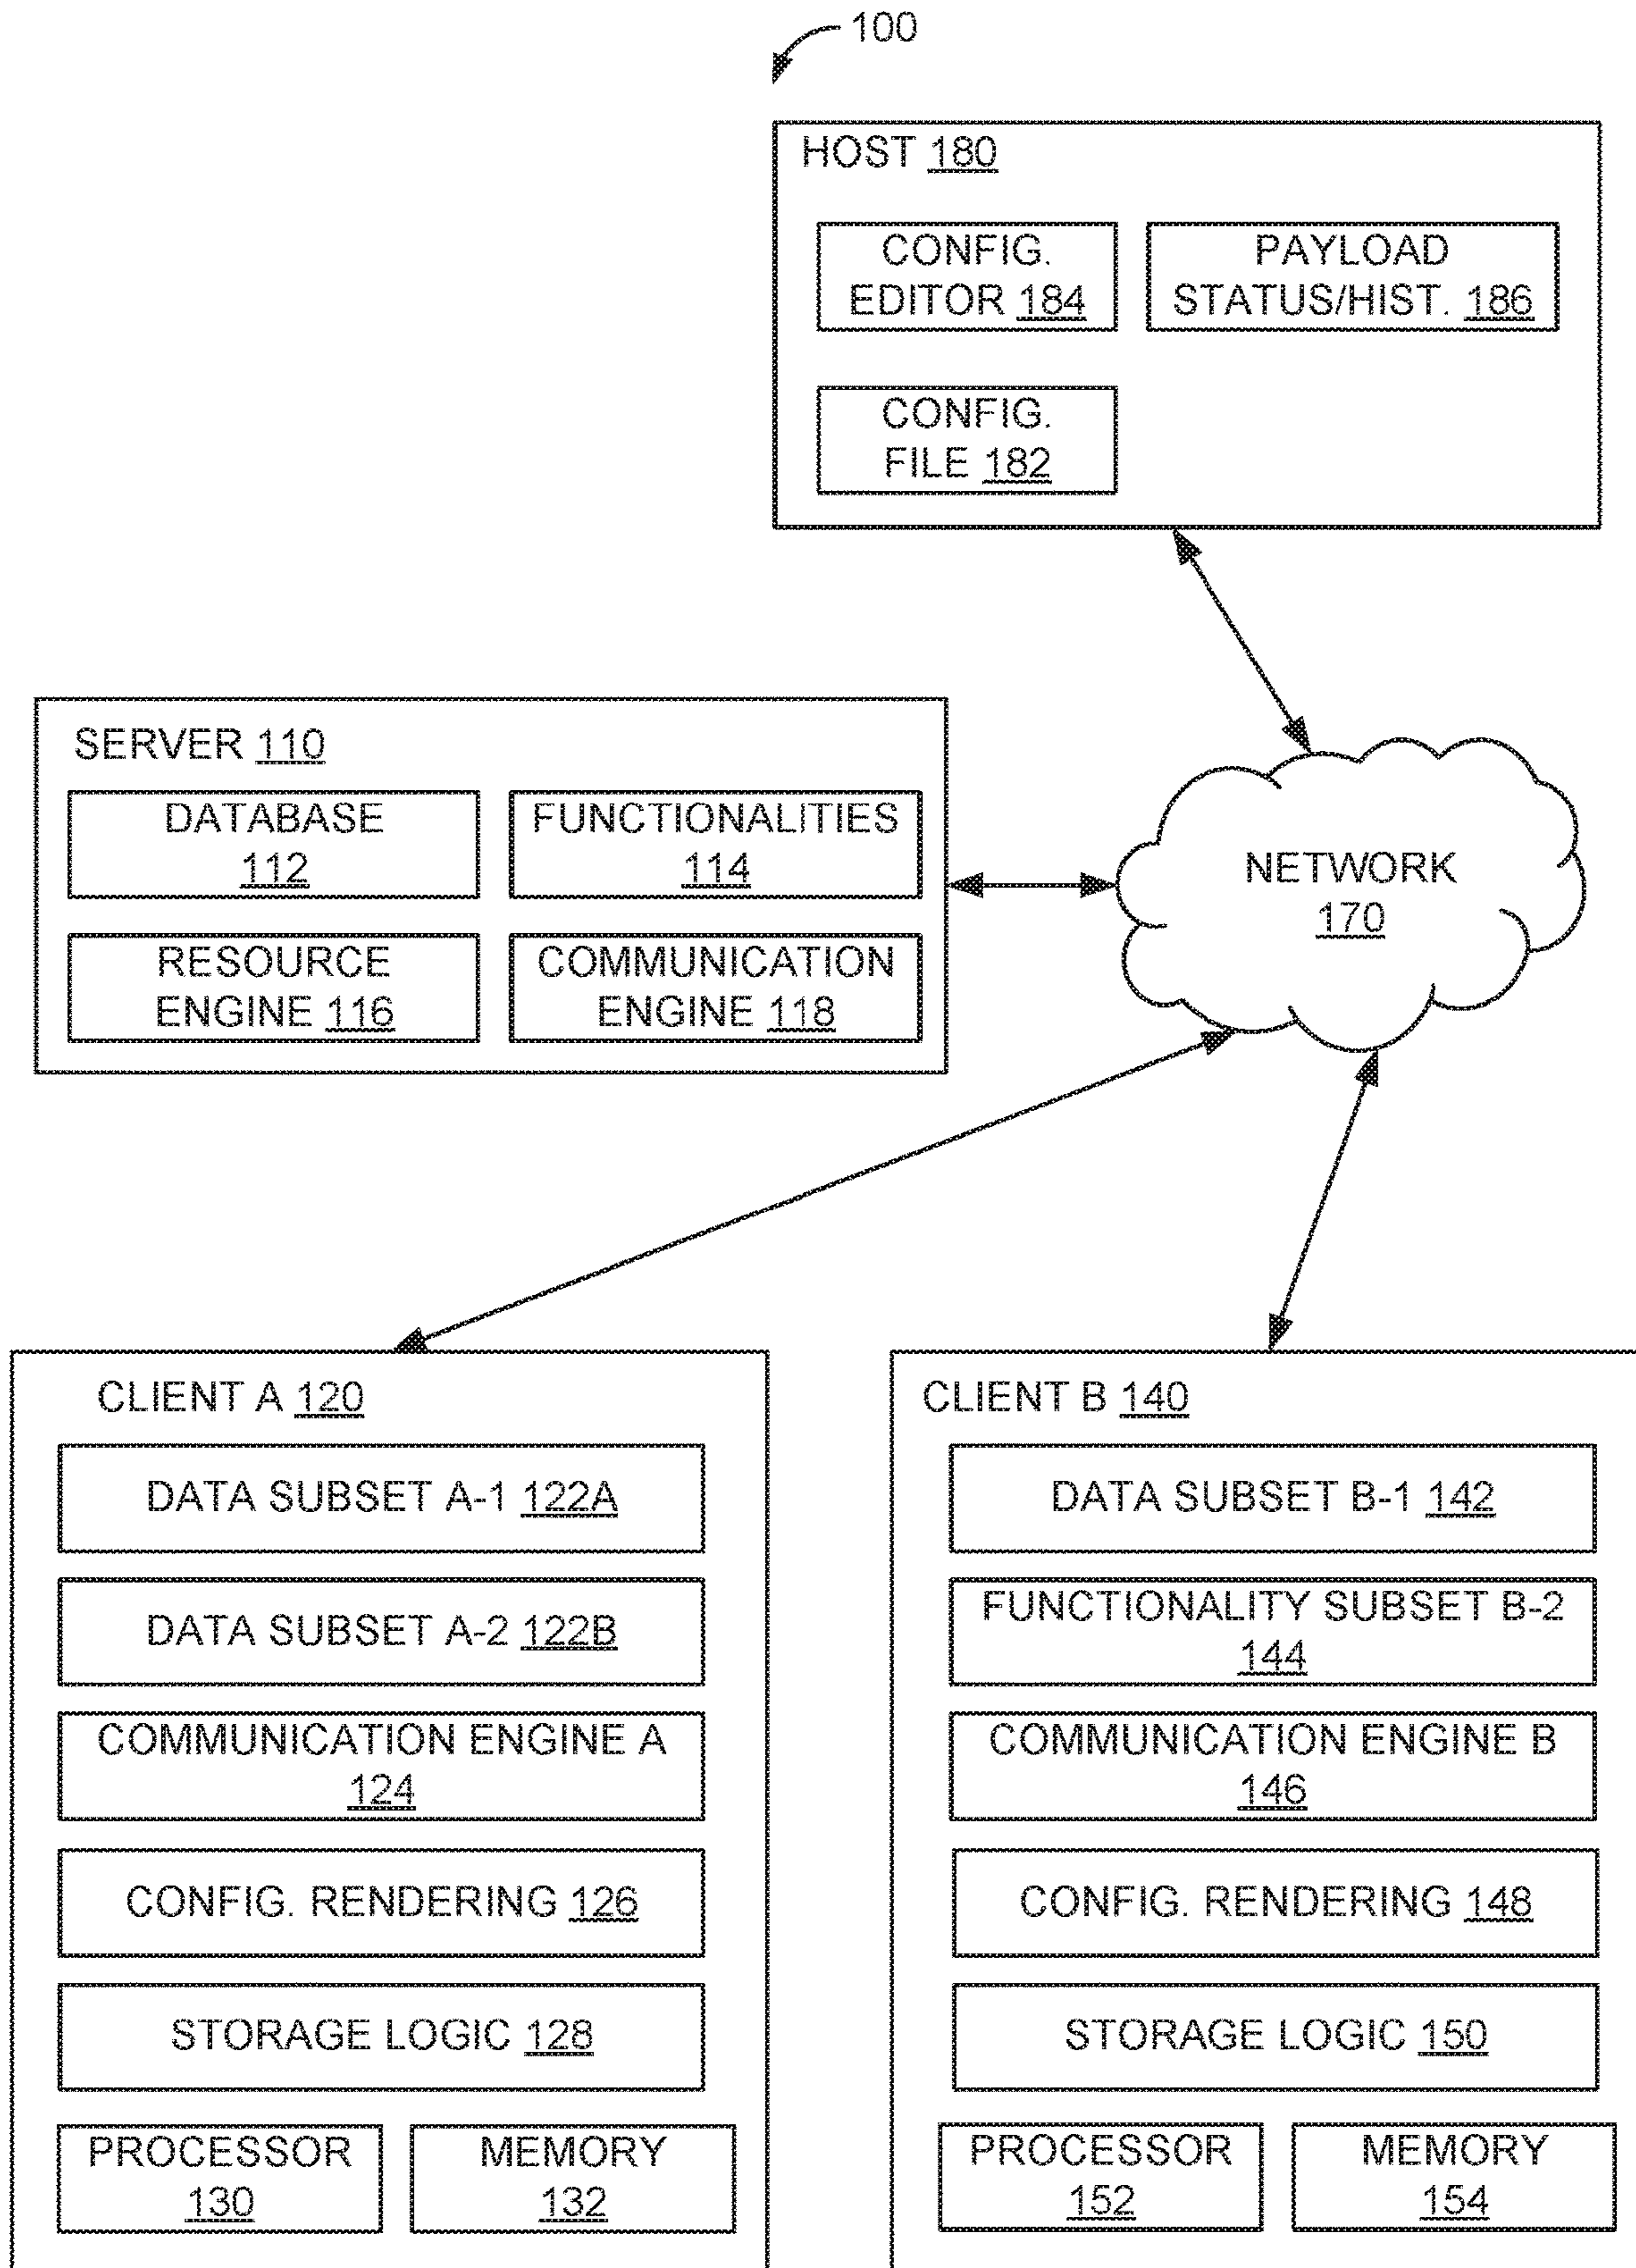 100
HOST 180
CONFIG.
EDITOR 184
PAYLOAD
STATUS/HIST. 186
CONFIG.
FILE 182
SERVER 110
DATABASE
112
FUNCTIONALITIES
114
RESOURCE
ENGINE 116
COMMUNICATION
ENGINE 118
NETWORK
170
CLIENT A 120
DATA SUBSET A-1 122A
DATA SUBSET A-2 122B
COMMUNICATION ENGINE A
124
CONFIG. RENDERING 126
STORAGE LOGIC 128
PROCESSOR
130
MEMORY
132
CLIENT B 140
DATA SUBSET B-1 142
FUNCTIONALITY SUBSET B-2
144
COMMUNICATION ENGINE B
146
CONFIG. RENDERING 148
STORAGE LOGIC 150
PROCESSOR
152
MEMORY
154